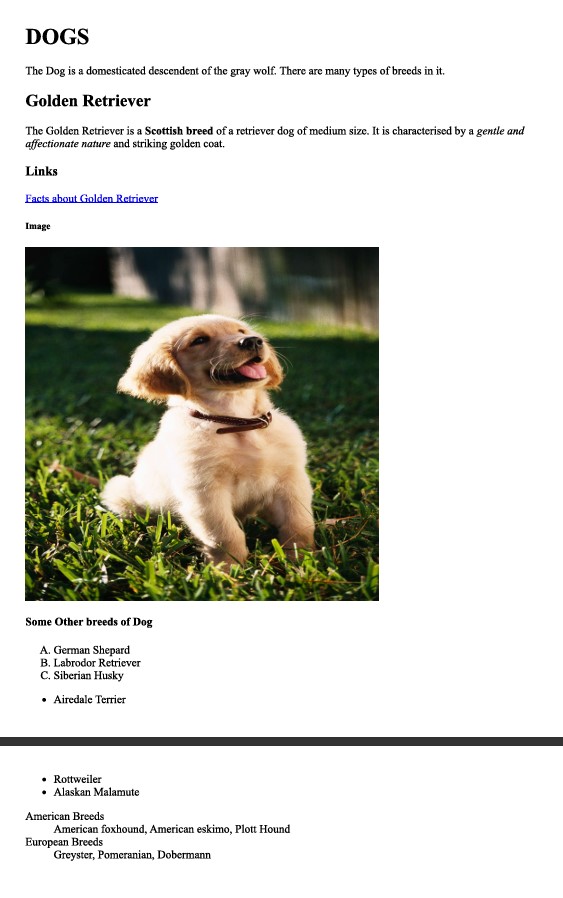 DOGS
The Dog is a domesticated descendent of the gray wolf. There are many types of breeds in it.
Golden Retriever
The Golden Retriever is a Scottish breed of a retriever dog of medium size. It is characterised by a gentle and
affectionate nature and striking golden coat.
Links
Facts about Golden Retriever
Image
Some Other breeds of Dog
A. German Shepard
B. Labrodor Retriever
C. Siberian Husky
• Airedale Terrier
• Rottweiler
• Alaskan Malamute
American Breeds
American foxhound, American eskimo, Plott Hound
European Breeds
Greyster, Pomeranian, Dobermann